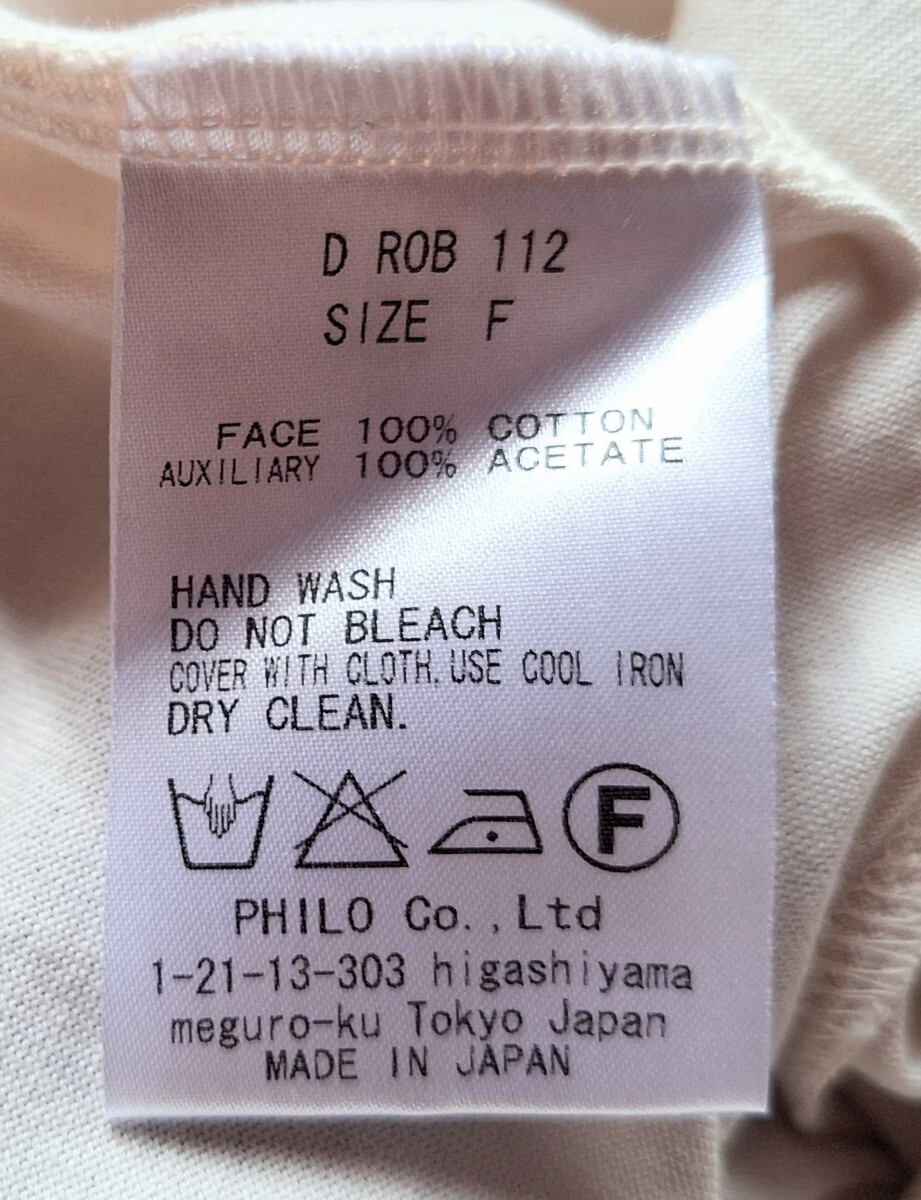 D ROB 112
SIZE F
FACE 100% COTTON
AUXILIARY 100% ACETATE
HAND WASH
DO NOT BLEACH
COVER WITH CLOTH. USE COOL IRON
DRY CLEAN.
F
PHILO Co.,Ltd
1-21-13-303 higashiyama
meguro-ku Tokyo Japan
MADE IN JAPAN